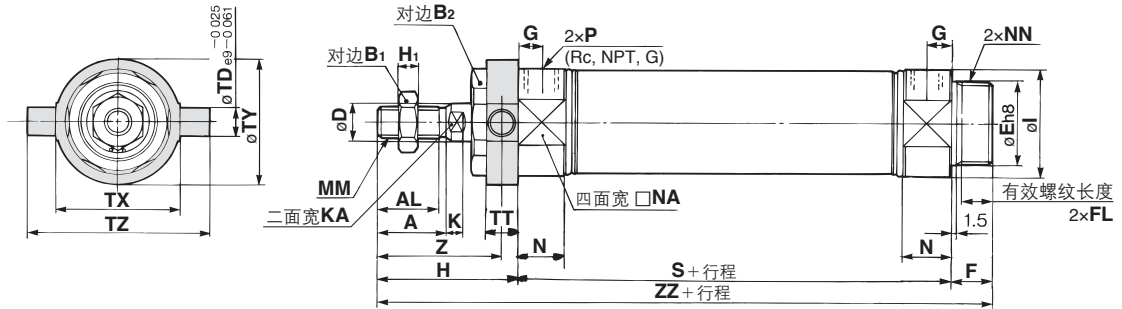 øTD e9 −0.025 −0.061
øTY
TX
TZ
对边B2
对边B1
H1
G
2×P
(Rc, NPT, G)
G
2×NN
øD
øEh8
øI
MM
二面宽KA
AL
A
K
TT
四面宽 □NA
有效螺纹长度
2×FL
1.5
Z
N
N
H
S+行程
F
ZZ+行程